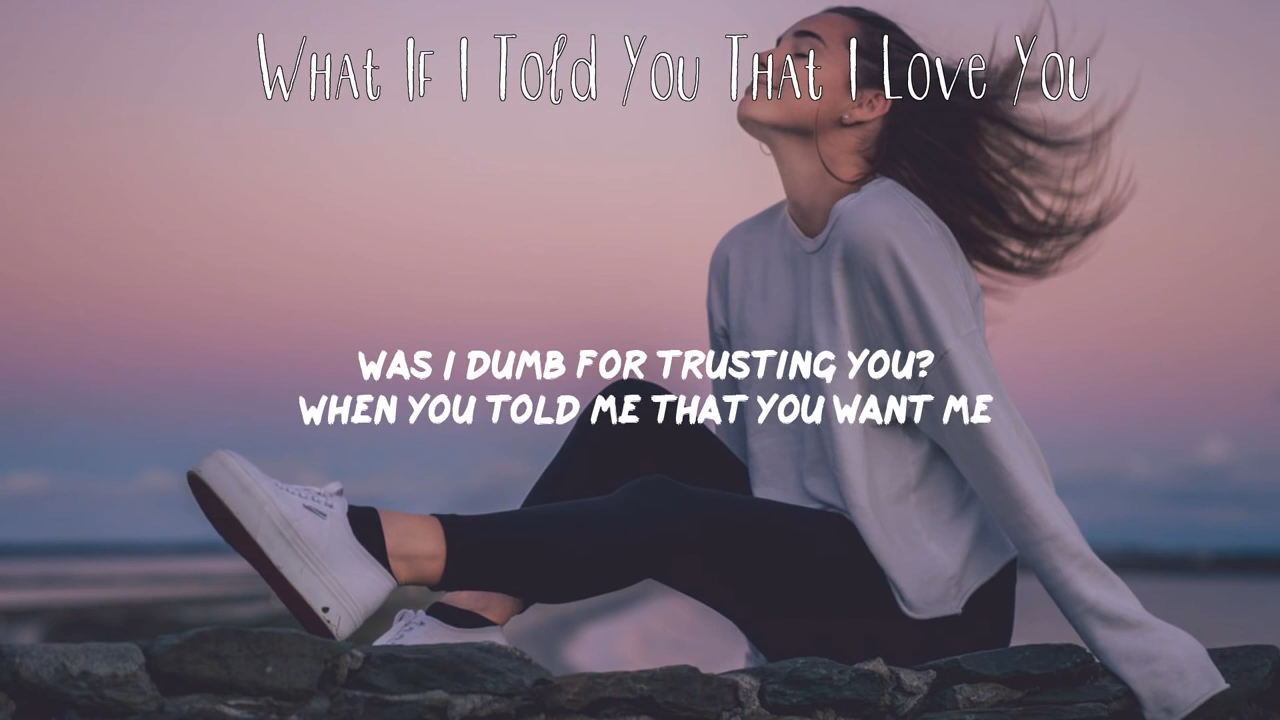 What If I Told You That I Love You
WAS I DUMB FOR TRUSTING YOU?
WHEN YOU TOLD ME THAT YOU WANT ME